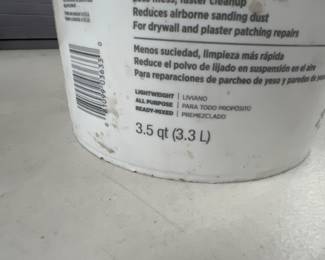 less mess, faster cleanup
Reduces airborne sanding dust
For drywall and plaster patching repairs
Menos suciedad, limpieza más rápida
Reduce el polvo de lijado en suspensión en el aire
Para reparaciones de parcheo de yeso y paredes de
LIGHTWEIGHT | LIVIANO
ALL PURPOSE | PARA TODO PROPÓSITO
READY-MIXED | PREMEZCLADO
3.5 qt (3.3 L)